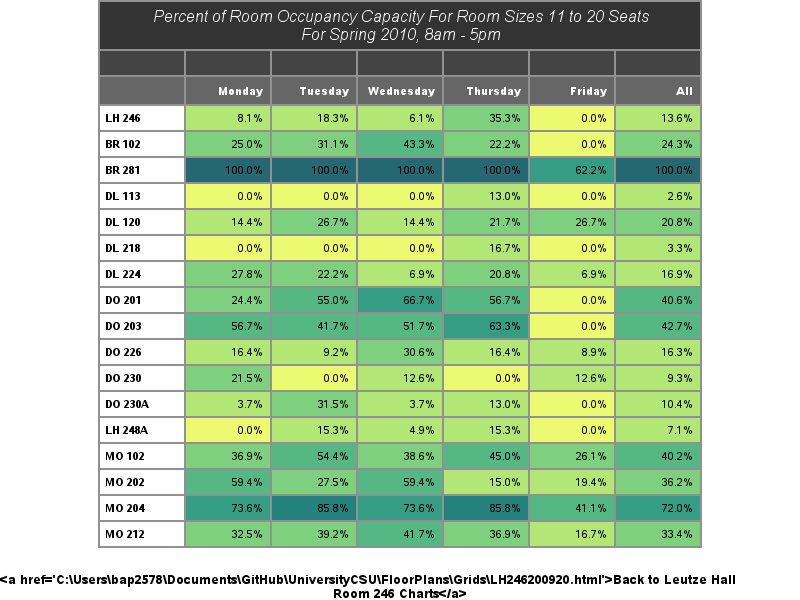 Percent of Room Occupancy Capacity For Room Sizes 11 to 20 Seats
For Spring 2010, 8am - 5pm
Monday Tuesday Wednesday Thursday Friday All
LH 246 8.1% 18.3% 6.1% 35.3% 0.0% 13.6%
BR 102 25.0% 31.1% 43.3% 22.2% 0.0% 24.3%
BR 281 100.0% 100.0% 100.0% 100.0% 62.2% 100.0%
DL 113 0.0% 0.0% 0.0% 13.0% 0.0% 2.6%
DL 120 14.4% 26.7% 14.4% 21.7% 26.7% 20.8%
DL 218 0.0% 0.0% 0.0% 16.7% 0.0% 3.3%
DL 224 27.8% 22.2% 6.9% 20.8% 6.9% 16.9%
DO 201 24.4% 55.0% 66.7% 56.7% 0.0% 40.6%
DO 203 56.7% 41.7% 51.7% 63.3% 0.0% 42.7%
DO 226 16.4% 9.2% 30.6% 16.4% 8.9% 16.3%
DO 230 21.5% 0.0% 12.6% 0.0% 12.6% 9.3%
DO 230A 3.7% 31.5% 3.7% 13.0% 0.0% 10.4%
LH 248A 0.0% 15.3% 4.9% 15.3% 0.0% 7.1%
MO 102 36.9% 54.4% 38.6% 45.0% 26.1% 40.2%
MO 202 59.4% 27.5% 59.4% 15.0% 19.4% 36.2%
MO 204 73.6% 85.8% 73.6% 85.8% 41.1% 72.0%
MO 212 32.5% 39.2% 41.7% 36.9% 16.7% 33.4%
<a href='C:\Users\bap2578\Documents\GitHub\UniversityCSU\FloorPlans\Grids\LH246200920.html'>Back to Leutze Hall
Room 246 Charts</a>